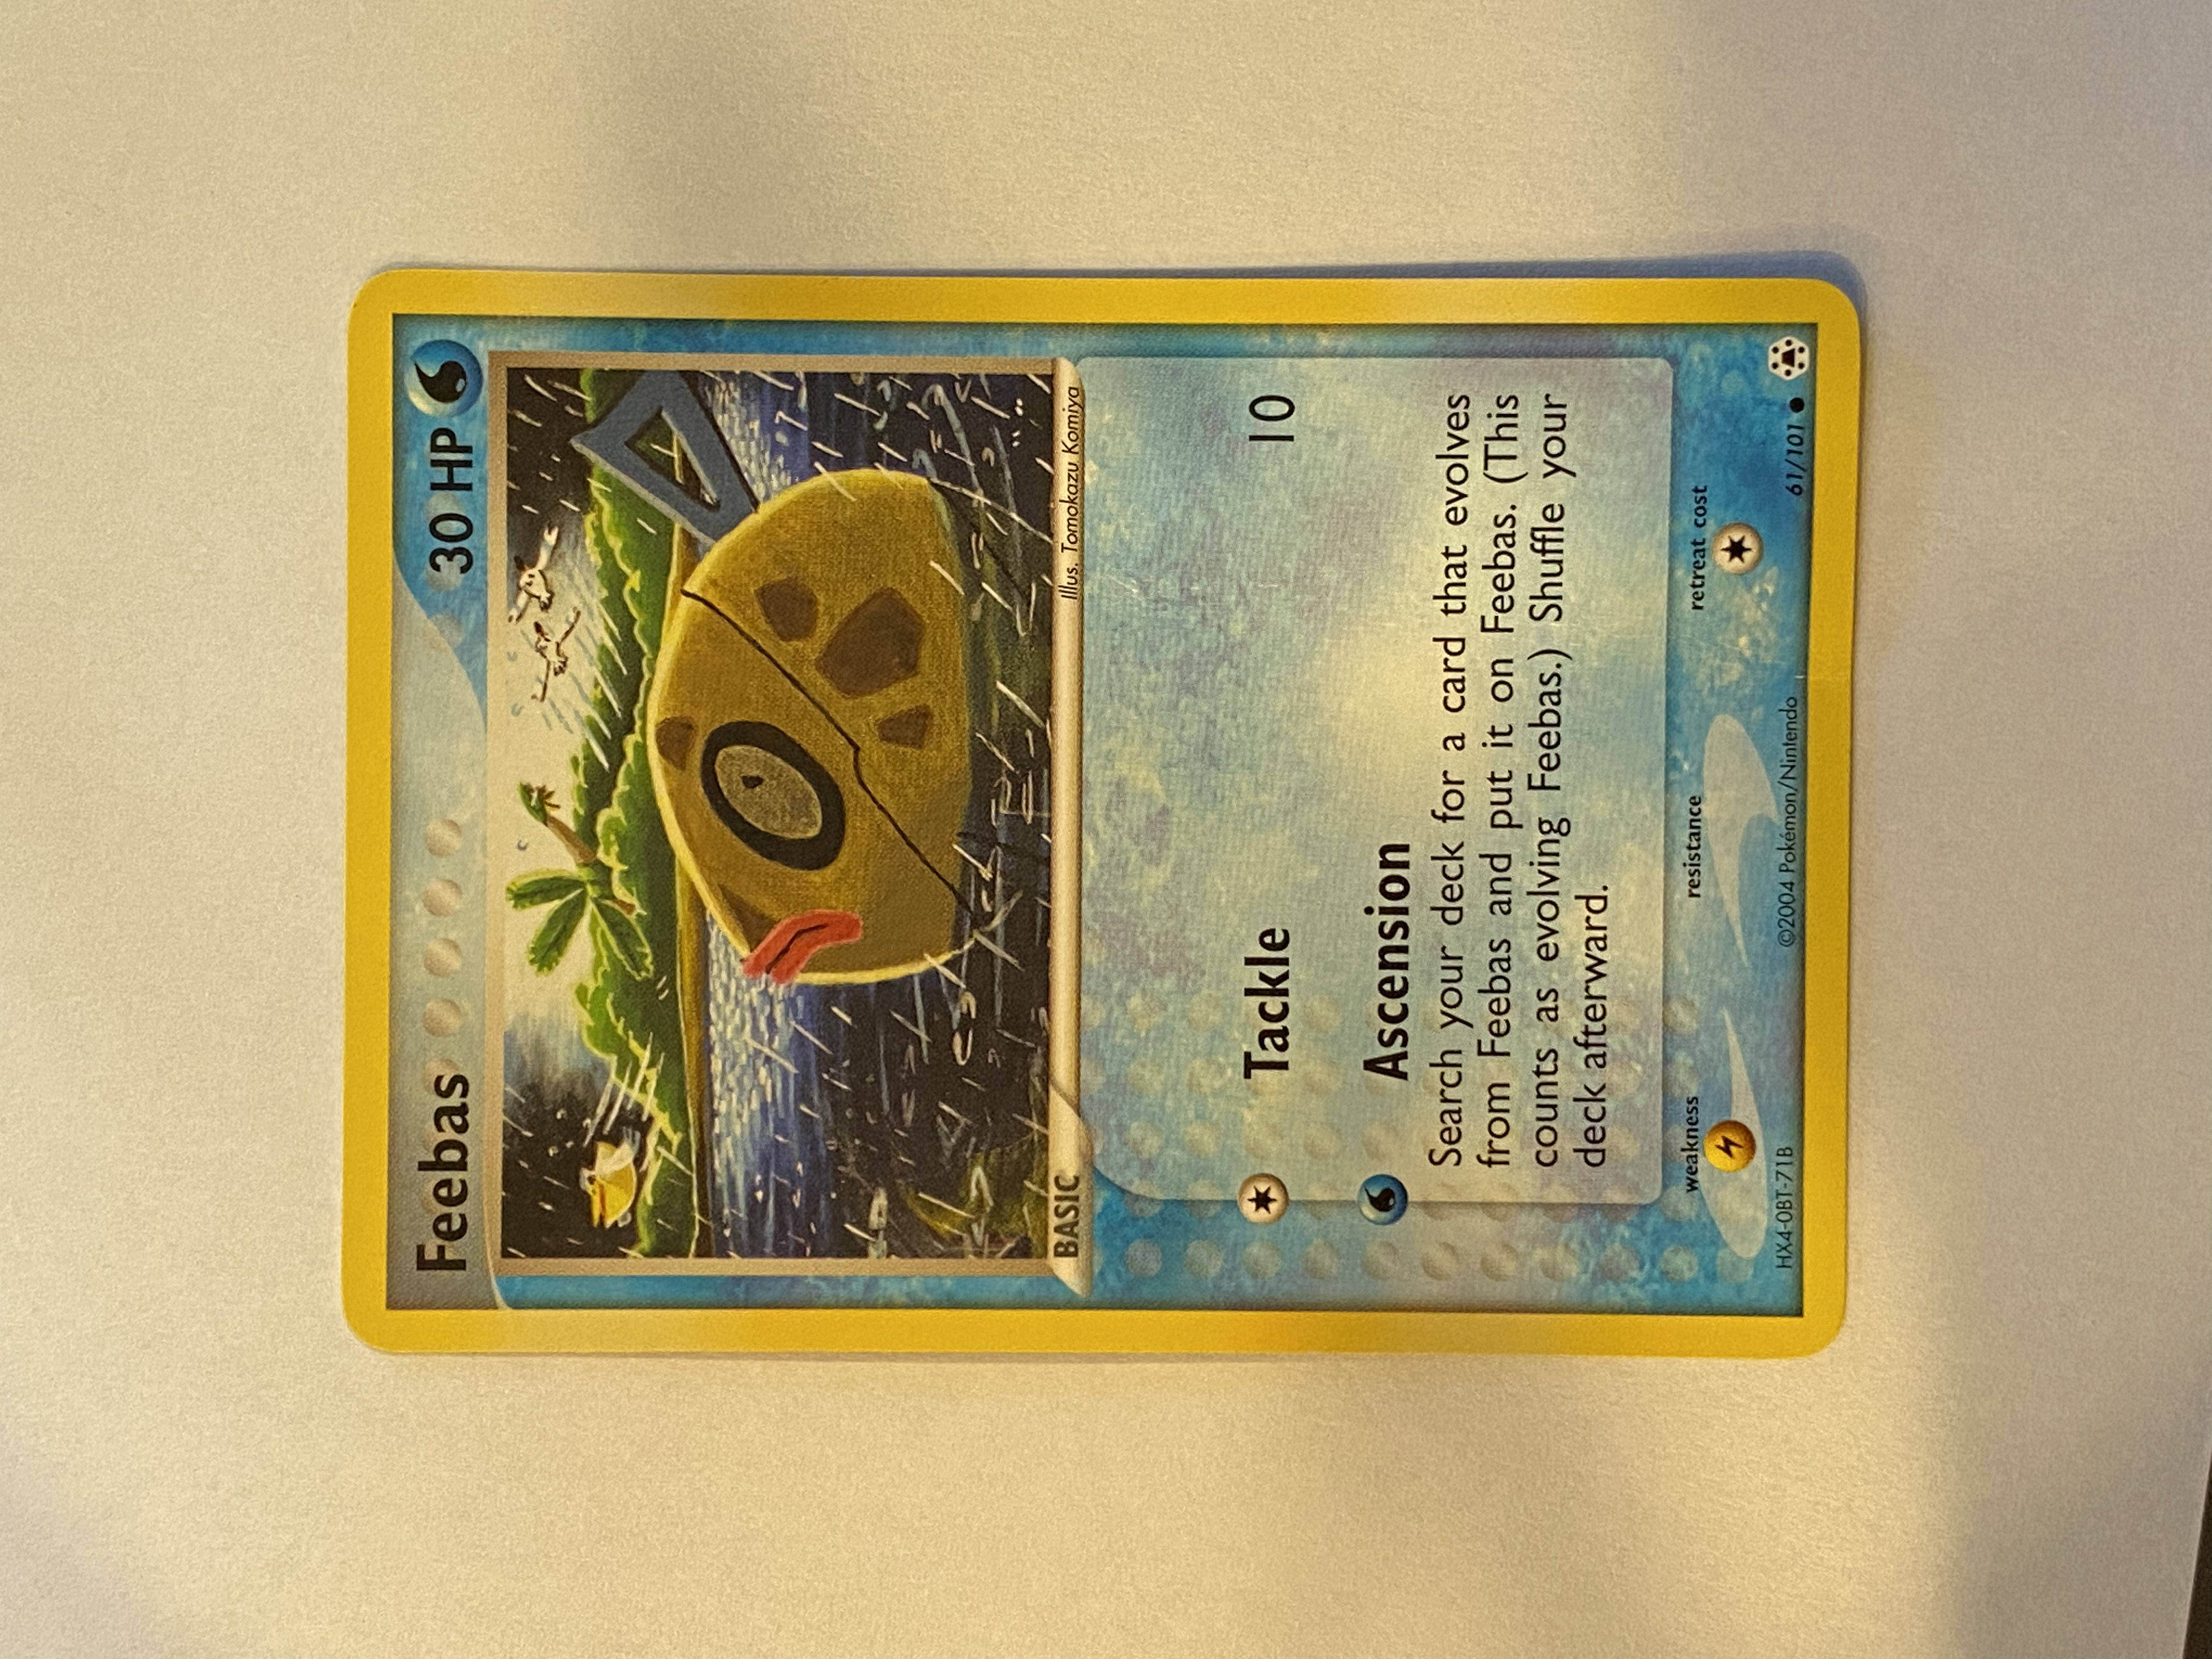 Feebas 30 HP
BASIC
Illus. Tomokazu Komiya
Tackle 10
Ascension
Search your deck for a card that evolves
from Feebas and put it on Feebas. (This
counts as evolving Feebas.) Shuffle your
deck afterward.
weakness resistance retreat cost
HX4-0BT-71B ©2004 Pokémon/Nintendo 61/101